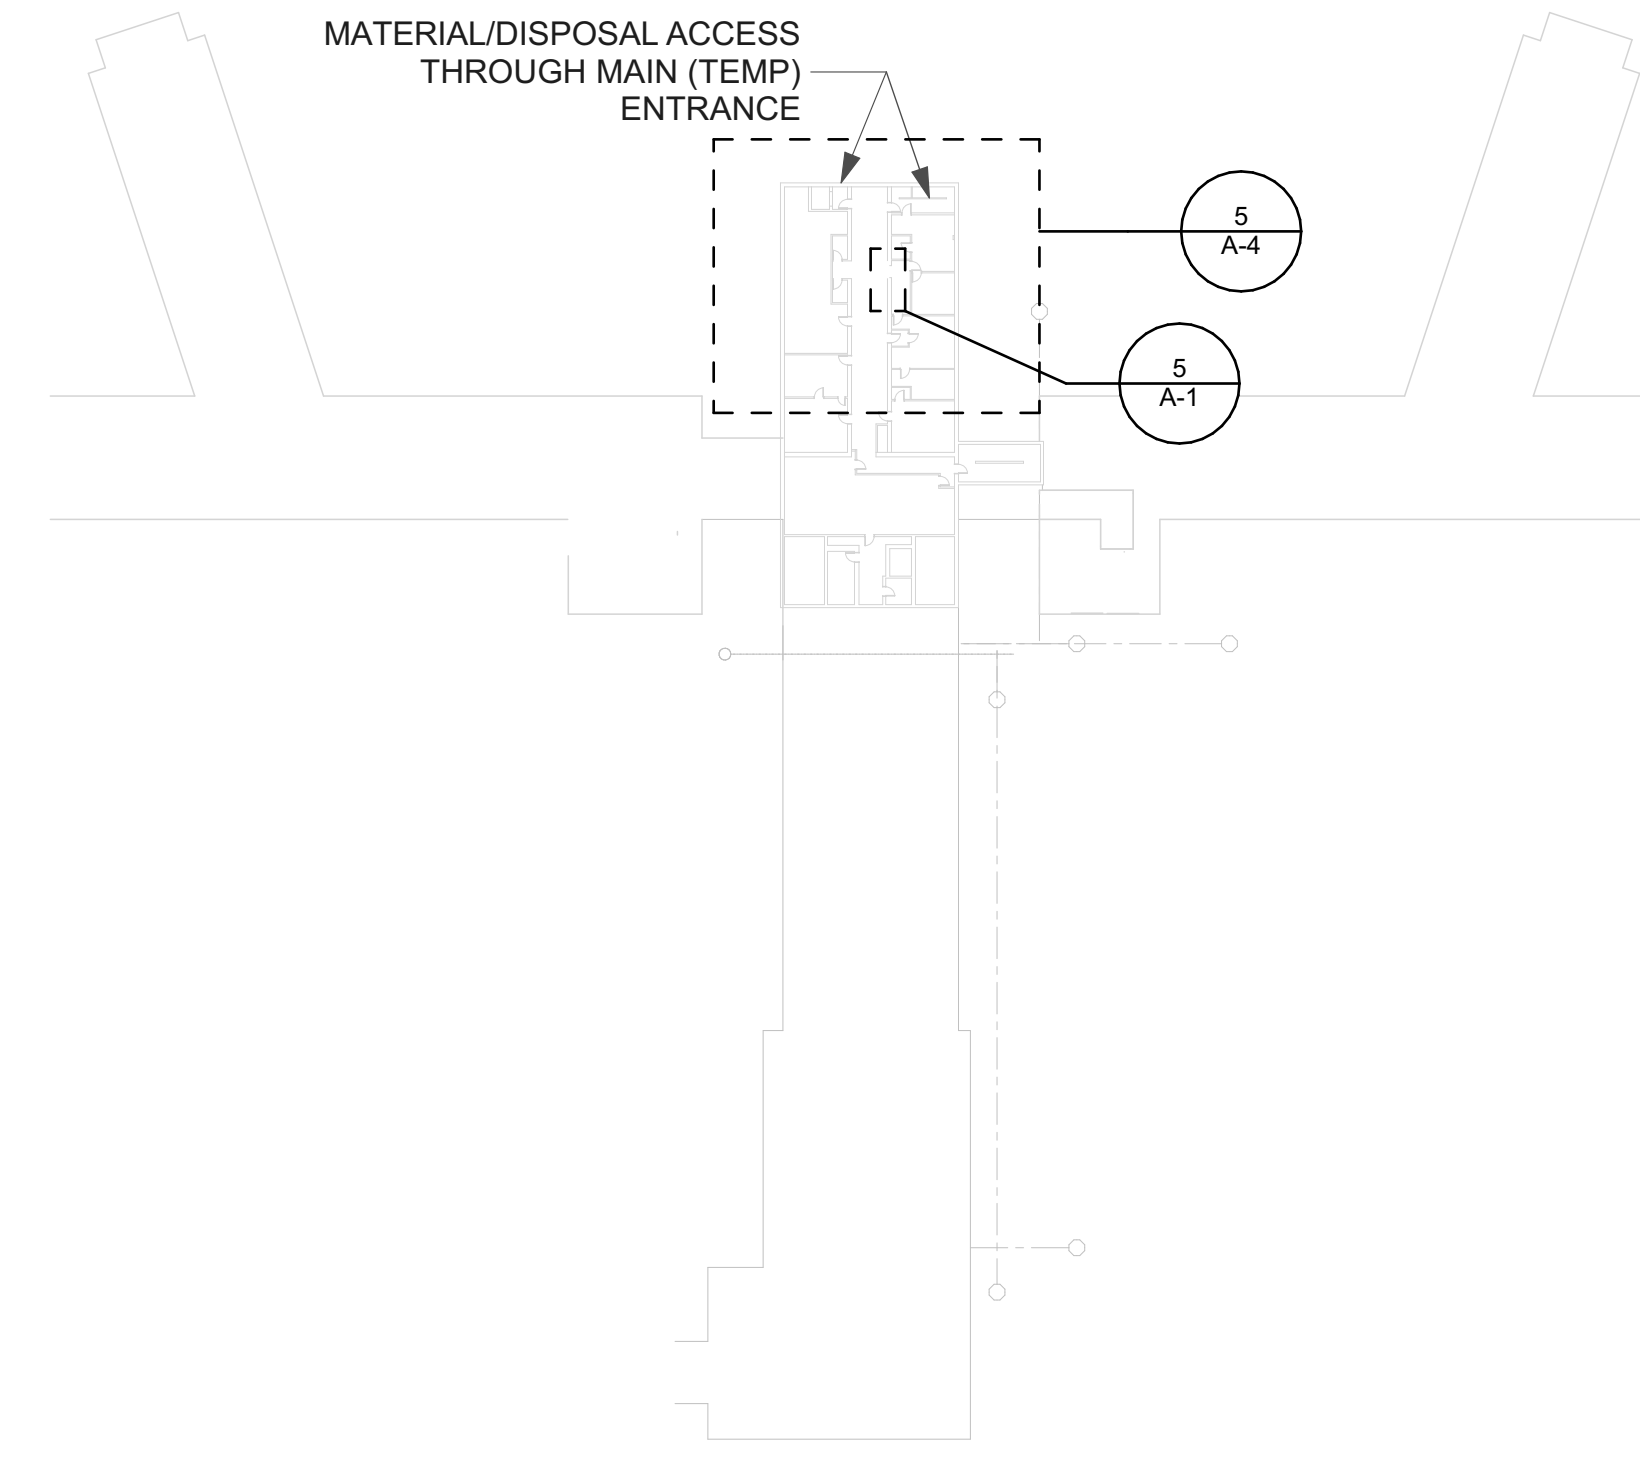 MATERIAL/DISPOSAL ACCESS
THROUGH MAIN (TEMP)
ENTRANCE
5
A-4
5
A-1